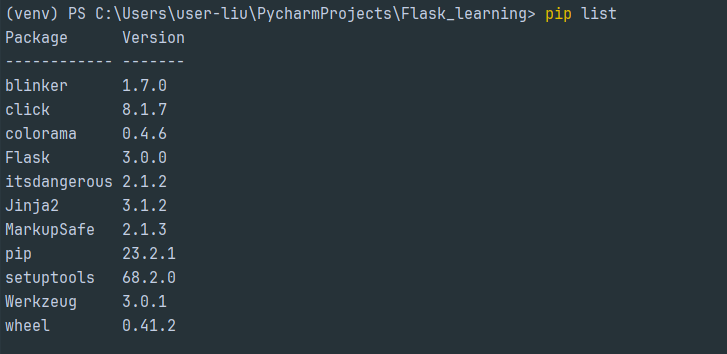 (venv) PS C:\Users\user-liu\PycharmProjects\Flask_learning> pip list
Package      Version
------------ -------
blinker      1.7.0
click        8.1.7
colorama     0.4.6
Flask        3.0.0
itsdangerous 2.1.2
Jinja2       3.1.2
MarkupSafe   2.1.3
pip          23.2.1
setuptools   68.2.0
Werkzeug     3.0.1
wheel        0.41.2